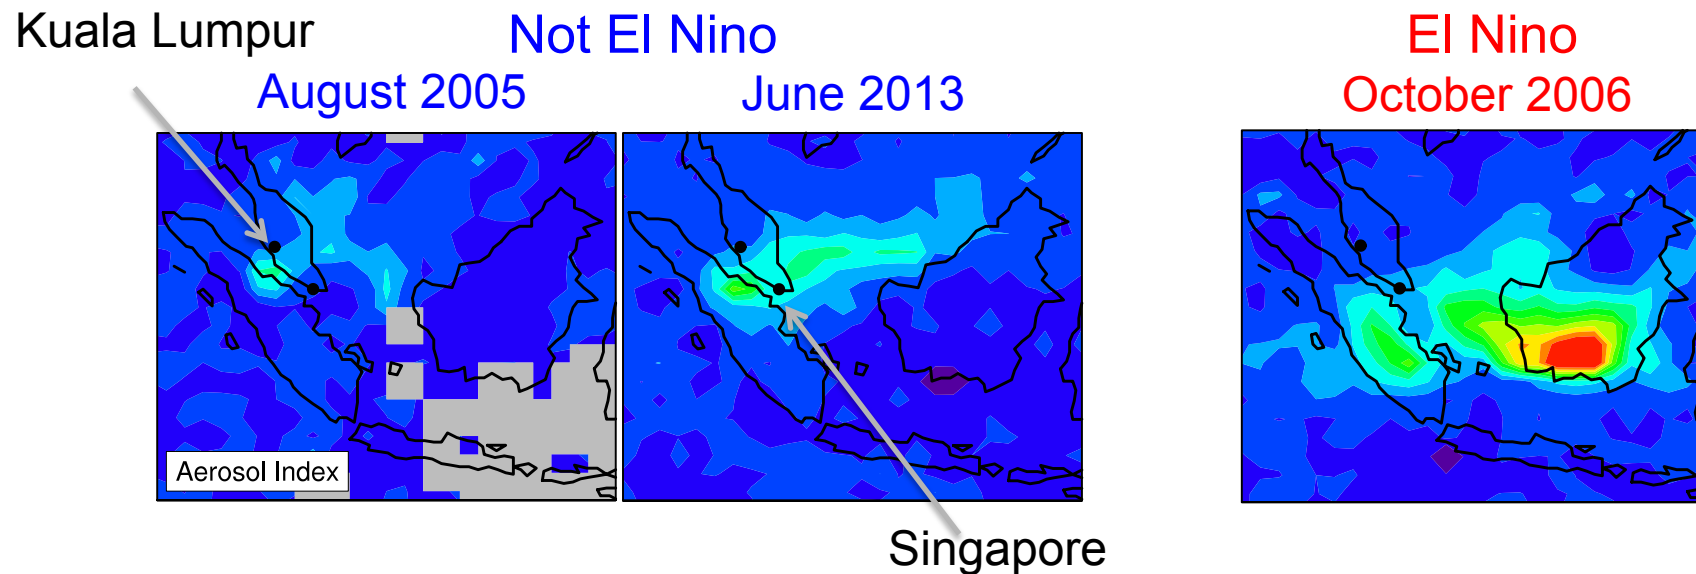 Kuala Lumpur
Not El Nino
El Nino
August 2005
June 2013
October 2006
Aerosol Index
Singapore